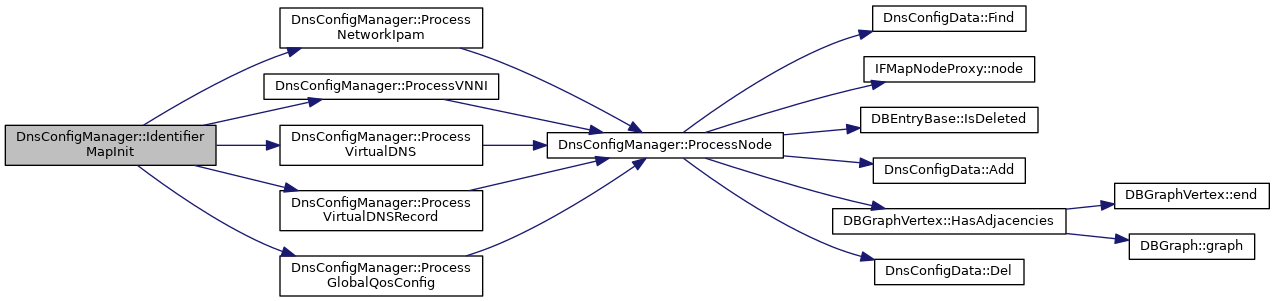 DnsConfigManager::Identifier
MapInit
DnsConfigManager::Process
NetworkIpam
DnsConfigManager::ProcessVNNI
DnsConfigManager::Process
VirtualDNS
DnsConfigManager::Process
VirtualDNSRecord
DnsConfigManager::Process
GlobalQosConfig
DnsConfigManager::ProcessNode
DnsConfigData::Find
IFMapNodeProxy::node
DBEntryBase::IsDeleted
DnsConfigData::Add
DBGraphVertex::HasAdjacencies
DnsConfigData::Del
DBGraphVertex::end
DBGraph::graph